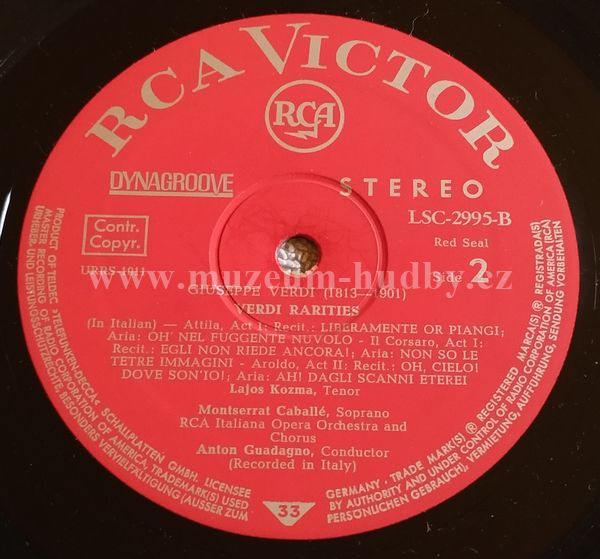 RCA VICTOR
RCA
DYNAGROOVE STEREO
LSC-2995-B
Contr. Copyr.
Red Seal
URRS-1011
Side 2
www.muzeum-hudby.cz
GIUSEPPE VERDI (1813—1901)
VERDI RARITIES
(In Italian) — Attila, Act I: Recit.: LIBERAMENTE OR PIANGI;
Aria: OH' NEL FUGGENTE NUVOLO - Il Corsaro, Act I:
Recit.: EGLI NON RIEDE ANCORA!; Aria: NON SO LE
TETRE IMMAGINI - Aroldo, Act II: Recit.: OH, CIELO!
DOVE SON'IO!; Aria: AH! DAGLI SCANNI ETEREI
Lajos Kozma, Tenor
Montserrat Caballé, Soprano
RCA Italiana Opera Orchestra and
Chorus
Anton Guadagno, Conductor
(Recorded in Italy)
33
PRODUCT OF TELDEC »TELEFUNKEN-DECCA« SCHALLPLATTEN GMBH. LICENSEE
MASTER RECORDING OF RADIO CORPORATION OF AMERICA, TRADEMARK(S) USED
URHEBER- UND LEISTUNGSSCHUTZRECHTE BESONDERS VERVIELFÄLTIGUNG (AUSSER ZUM
GERMANY · TRADE MARK(S) ® REGISTERED MARCA(S) ® REGISTRADA(S)
BY AUTHORITY AND UNDER CONTROL OF RADIO CORPORATION OF AMERICA (RCA)
PERSÖNLICHEN GEBRAUCH), VERMIETUNG, AUFFÜHRUNG, SENDUNG VORBEHALTEN